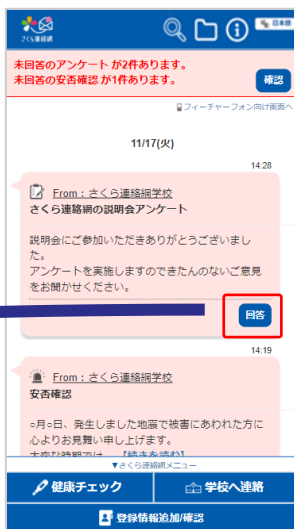 さくら連絡網
日本語
未回答のアンケート が2件あります。
未回答の安否確認 が1件あります。
確認
フィーチャーフォン向け画面へ
11/17(火)
14:28
From：さくら連絡網学校
さくら連絡網の説明会アンケート
説明会にご参加いただきありがとうございまし
た。
アンケートを実施しますのできたんのないご意見
をお聞かせください。
回答
14:19
From：さくら連絡網学校
安否確認
○月○日、発生しました地震で被害にあわれた方に
心よりお見舞い申し上げます。
▼さくら連絡網メニュー
健康チェック
学校へ連絡
登録情報追加/確認